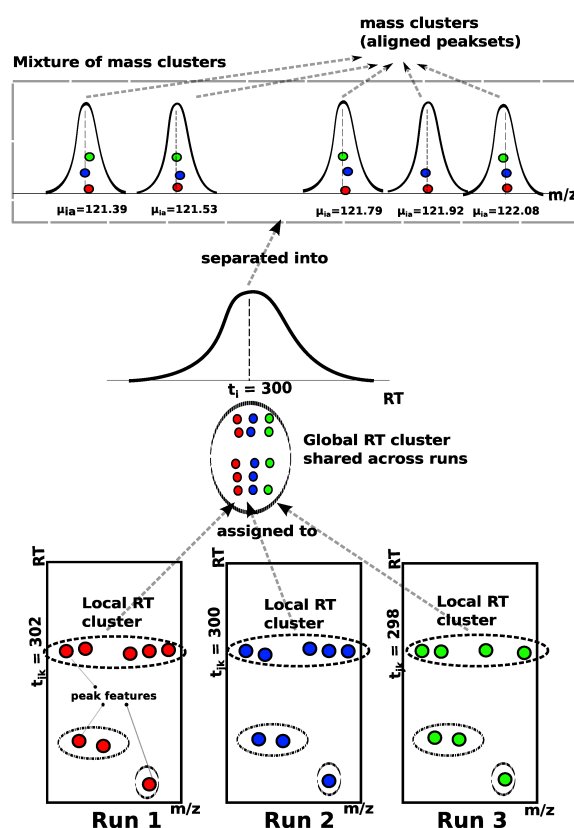 mass clusters
(aligned peaksets)
Mixture of mass clusters
m/z
μia=121.39
μia=121.53
μia=121.79
μia=121.92
μia=122.08
separated into
ti = 300
RT
Global RT cluster
shared across runs
assigned to
RT
RT
RT
Local RT
cluster
Local RT
cluster
Local RT
cluster
tjk = 302
tjk = 300
tjk = 298
peak features
m/z
m/z
m/z
Run 1
Run 2
Run 3